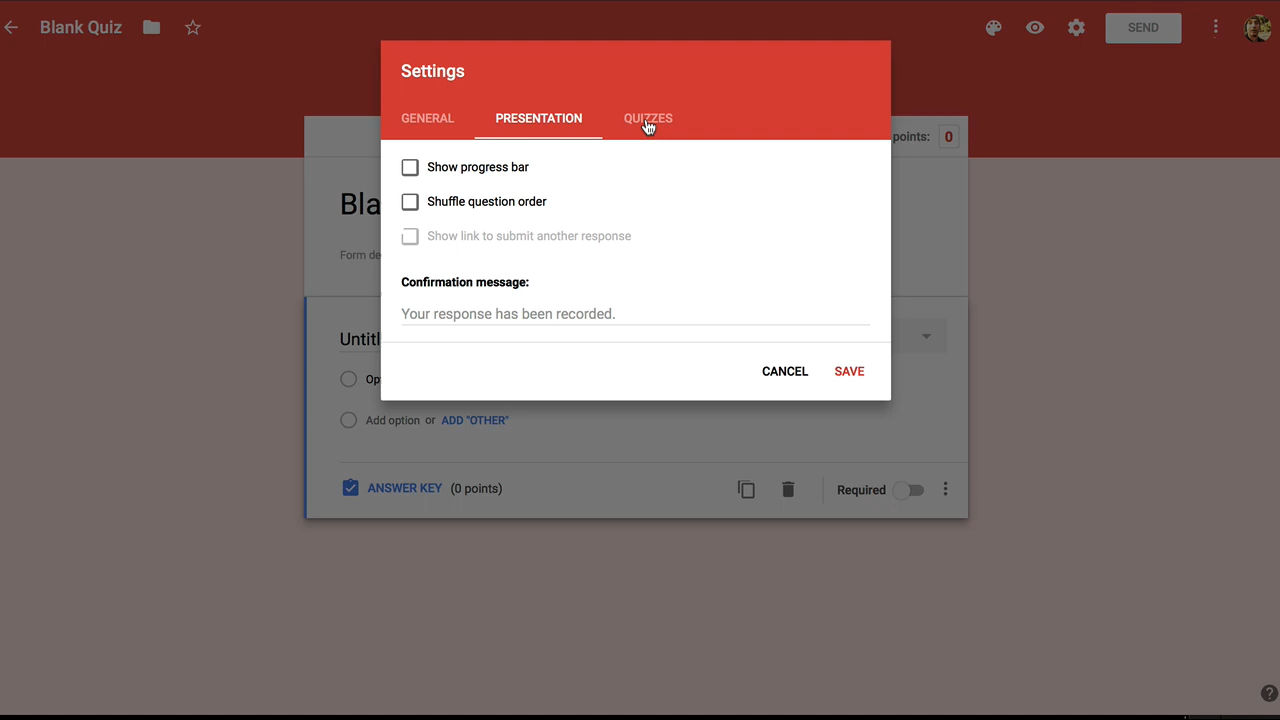 Blank Quiz
SEND
Settings
GENERAL PRESENTATION QUIZZES
points: 0
Show progress bar
Shuffle question order
Show link to submit another response
Confirmation message:
Your response has been recorded.
CANCEL SAVE
Add option or ADD "OTHER"
ANSWER KEY (0 points)
Required